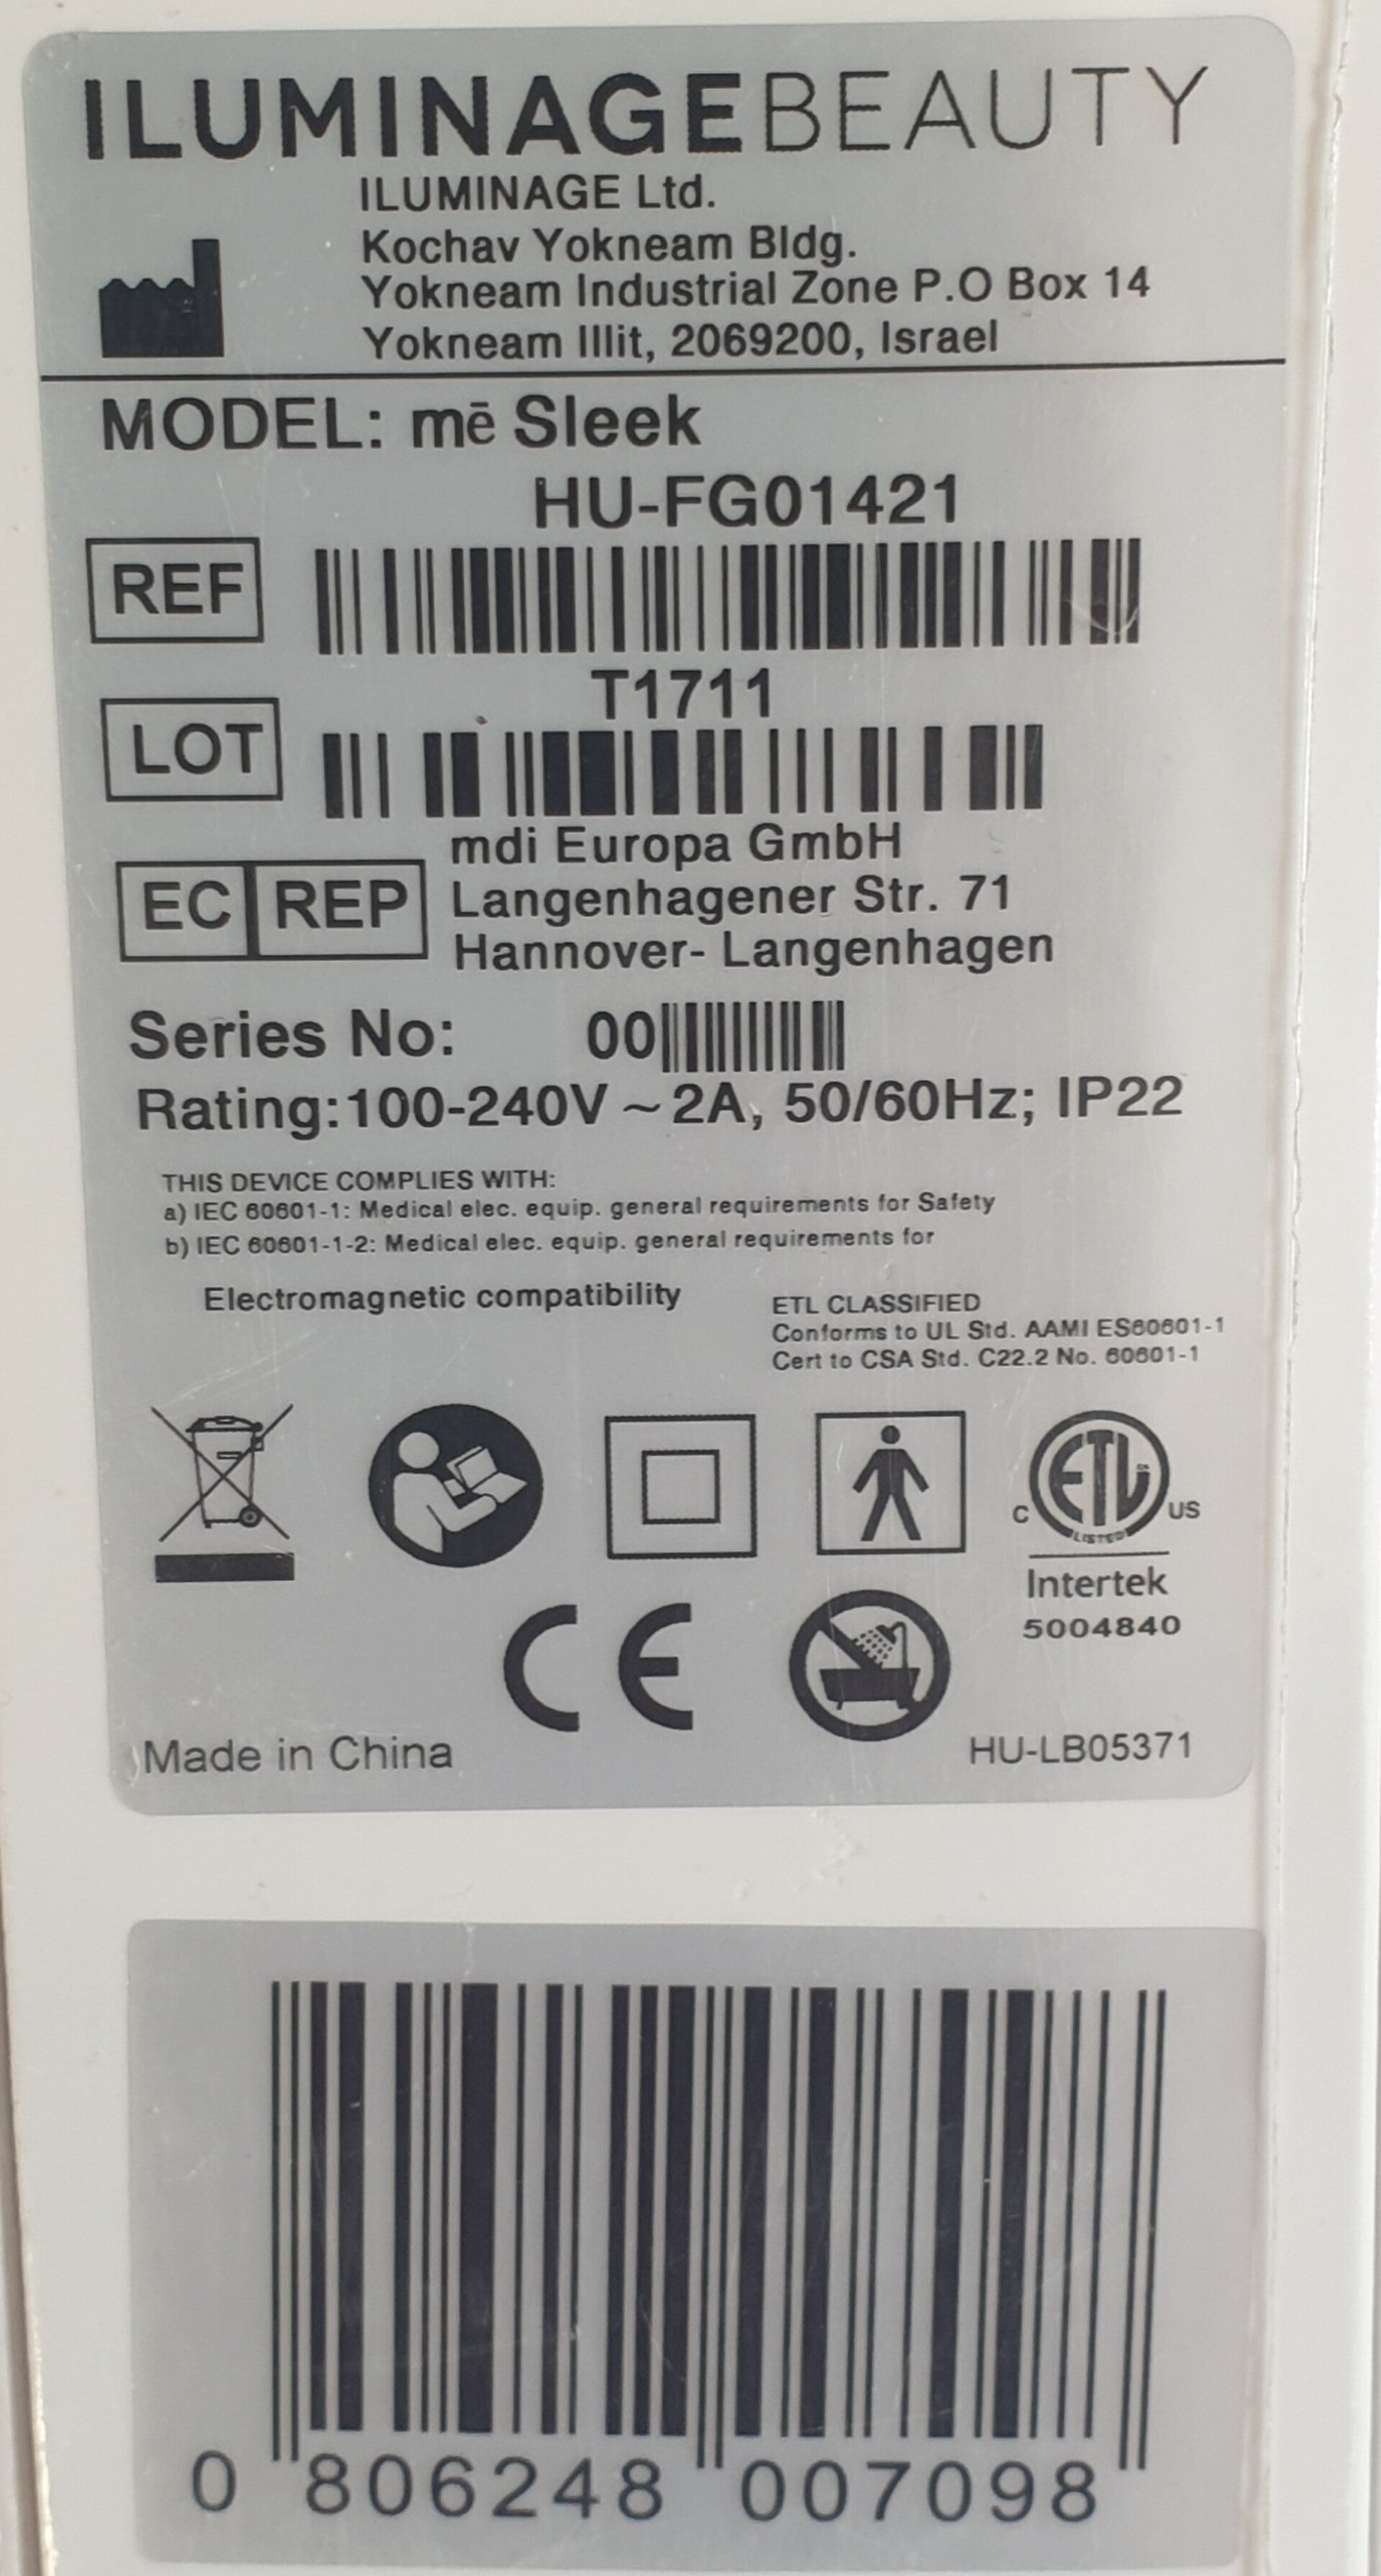 ILUMINAGEBEAUTY
ILUMINAGE Ltd.
Kochav Yokneam Bldg.
Yokneam Industrial Zone P.O Box 14
Yokneam Illit, 2069200, Israel
MODEL: mē Sleek
HU-FG01421
REF
T1711
LOT
mdi Europa GmbH
EC REP Langenhagener Str. 71
Hannover- Langenhagen
Series No: 00
Rating:100-240V ~ 2A, 50/60Hz; IP22
THIS DEVICE COMPLIES WITH:
a) IEC 60601-1: Medical elec. equip. general requirements for Safety
b) IEC 60601-1-2: Medical elec. equip. general requirements for
Electromagnetic compatibility
ETL CLASSIFIED
Conforms to UL Std. AAMI ES60601-1
Cert to CSA Std. C22.2 No. 60601-1
ETL
C US
LISTED
Intertek
5004840
CE
Made in China HU-LB05371
0 806248 007098